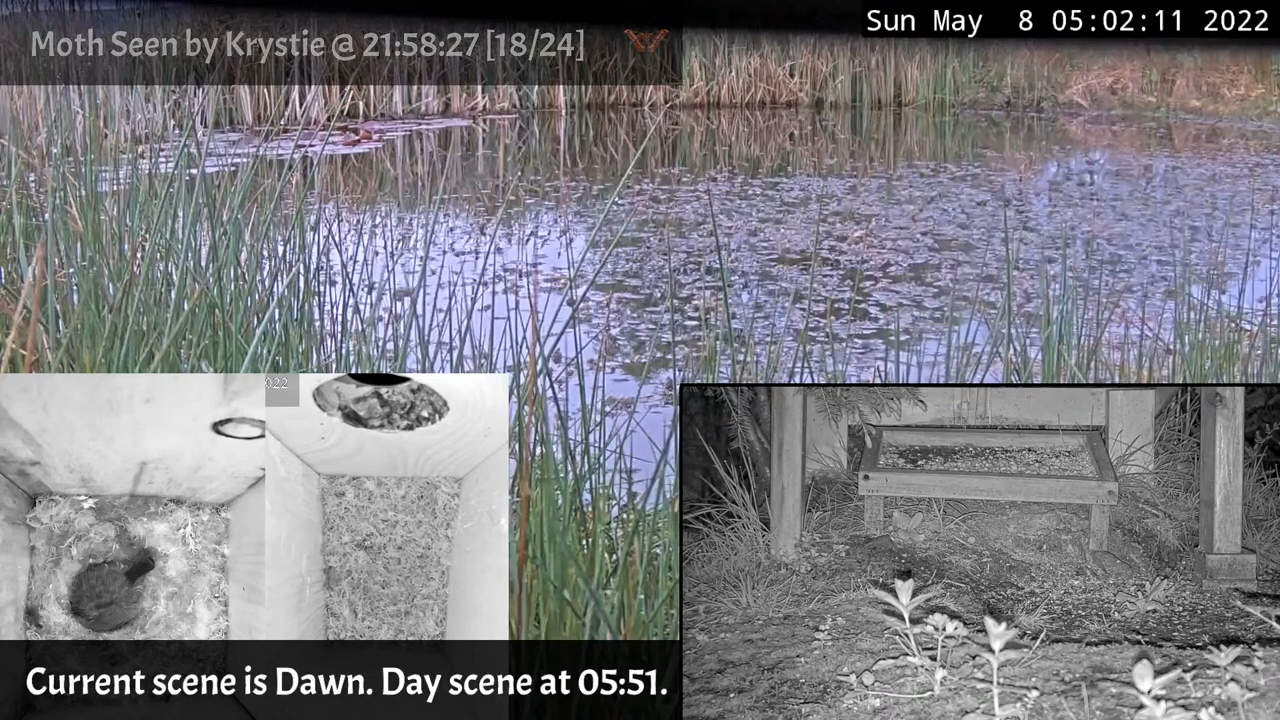 Moth Seen by Krystie @ 21:58:27 [18/24]
Sun May 8 05:02:11 2022
022
Current scene is Dawn. Day scene at 05:51.